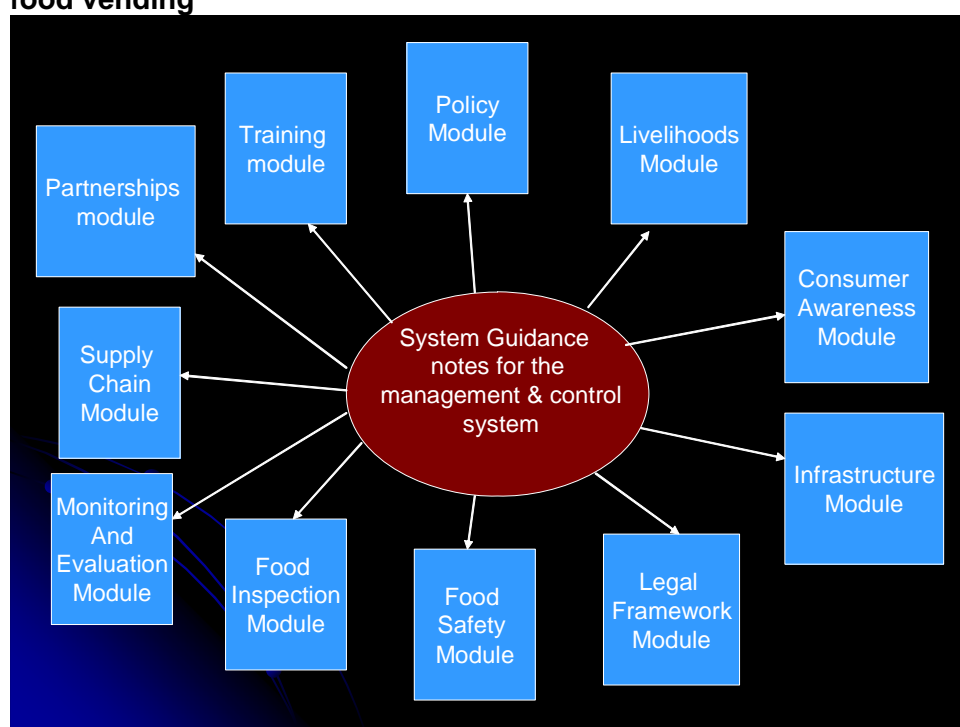 food vending
Policy
Module
Training
module
Livelihoods
Module
Partnerships
module
Consumer
Awareness
Module
System Guidance
notes for the
management & control
system
Supply
Chain
Module
Infrastructure
Module
Monitoring
And
Evaluation
Module
Food
Inspection
Module
Food
Safety
Module
Legal
Framework
Module